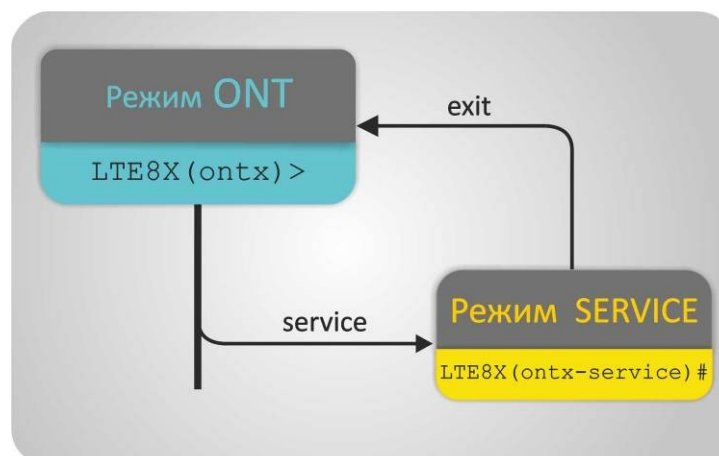 Режим ONT
LTE8X(ontx)>
exit
service
Режим SERVICE
LTE8X(ontx-service)#